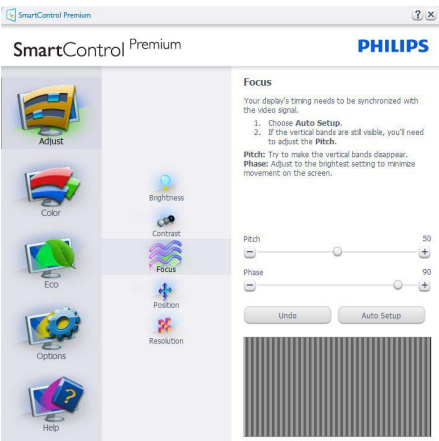 SmartControl Premium
? X
SmartControl Premium
PHILIPS
Adjust
Color
Eco
Options
Help
Brightness
Contrast
Focus
Position
Resolution
Focus
Your display's timing needs to be synchronized with
the video signal.
1. Choose Auto Setup.
2. If the vertical bands are still visible, you'll need
to adjust the Pitch.
Pitch: Try to make the vertical bands disappear.
Phase: Adjust to the brightest setting to minimize
movement on the screen.
Pitch 50
Phase 90
Undo Auto Setup